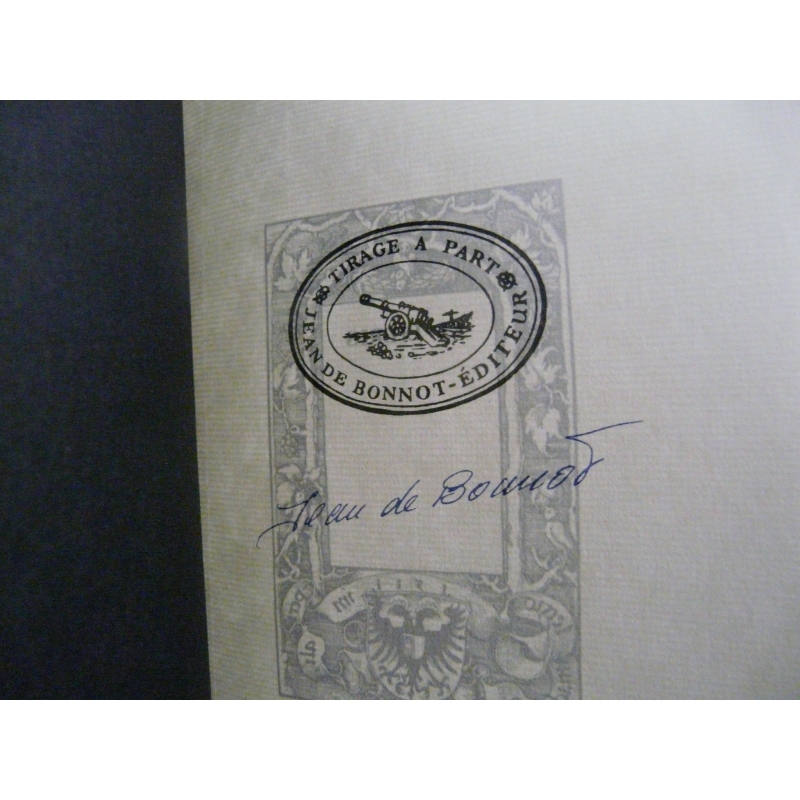 TIRAGE A PART
JEAN DE BONNOT-ÉDITEUR
Jean de Bonnot